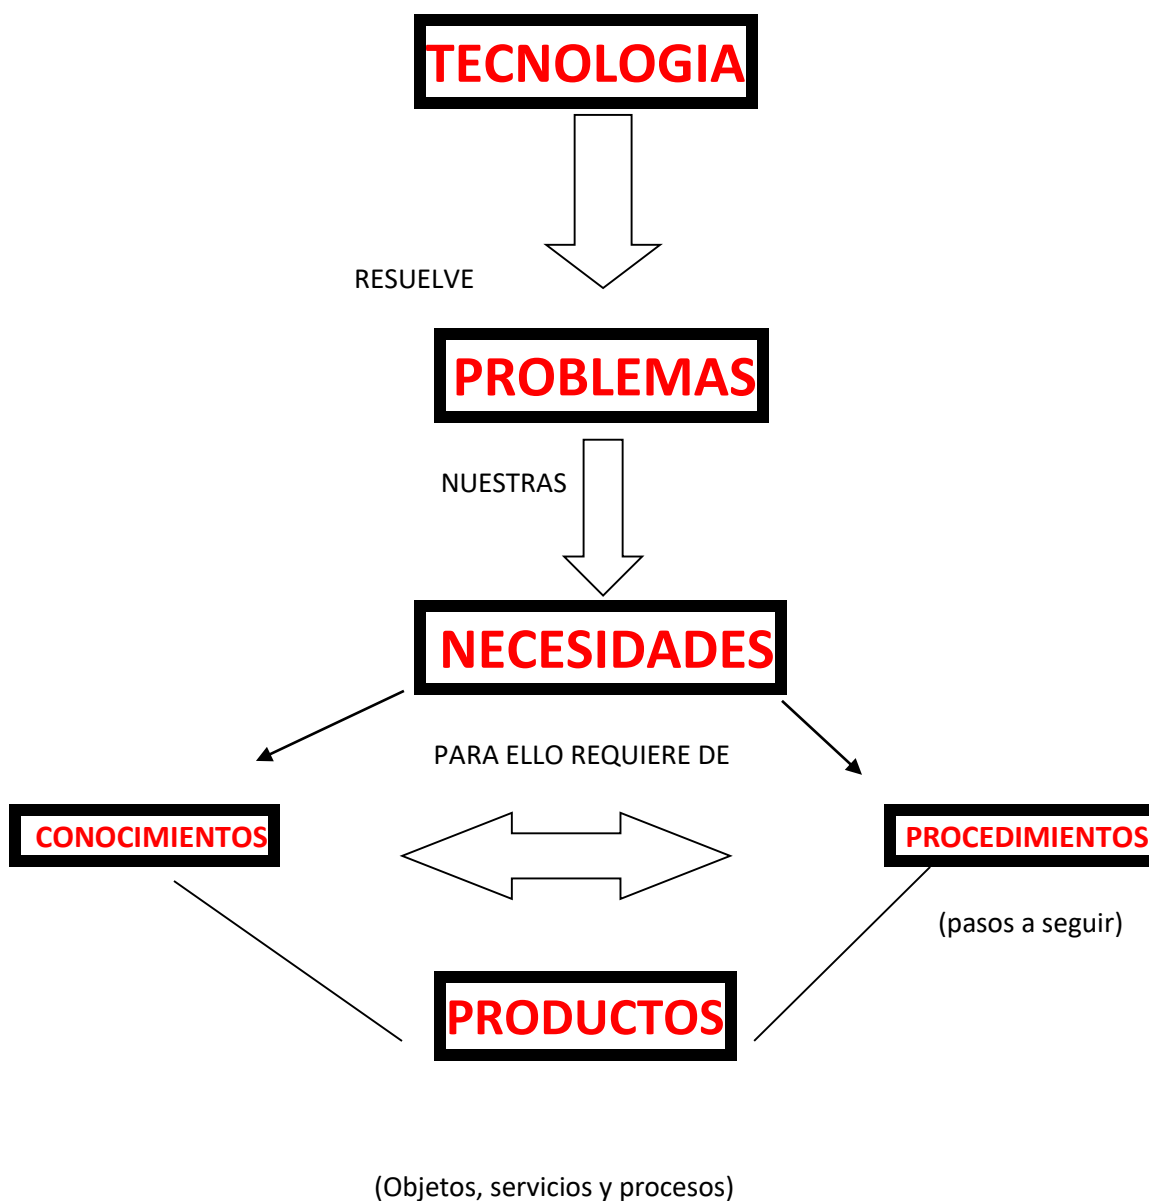 TECNOLOGIA
RESUELVE
PROBLEMAS
NUESTRAS
NECESIDADES
PARA ELLO REQUIERE DE
CONOCIMIENTOS
PROCEDIMIENTOS
(pasos a seguir)
PRODUCTOS
(Objetos, servicios y procesos)